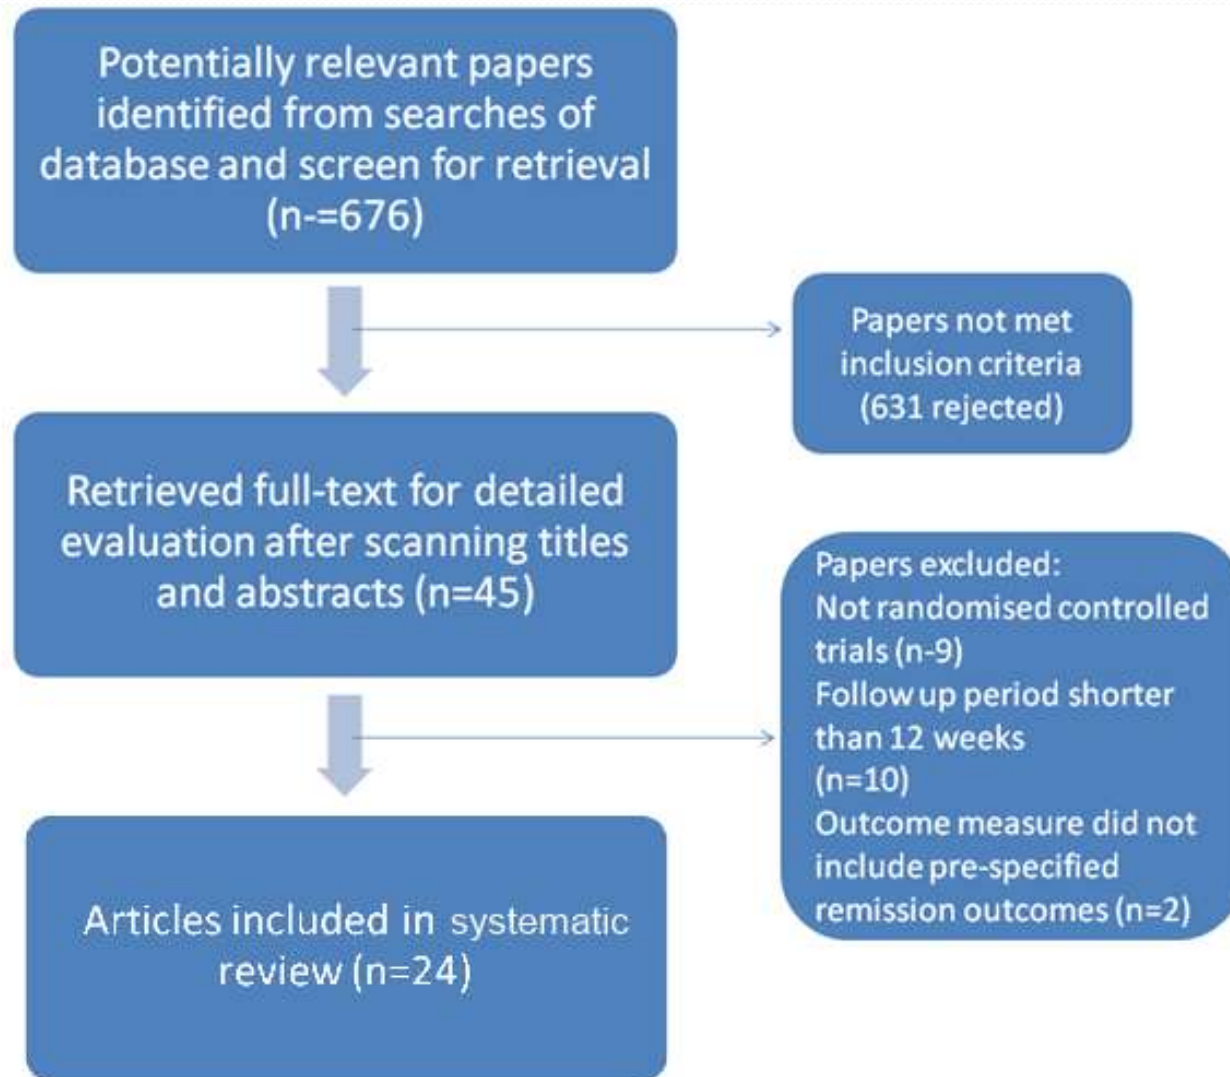 Potentially relevant papers
identified from searches of
database and screen for retrieval
(n-=676)
Papers not met
inclusion criteria
(631 rejected)
Retrieved full-text for detailed
evaluation after scanning titles
and abstracts (n=45)
Papers excluded:
Not randomised controlled
trials (n-9)
Follow up period shorter
than 12 weeks
(n=10)
Outcome measure did not
include pre-specified
remission outcomes (n=2)
Articles included in systematic
review (n=24)